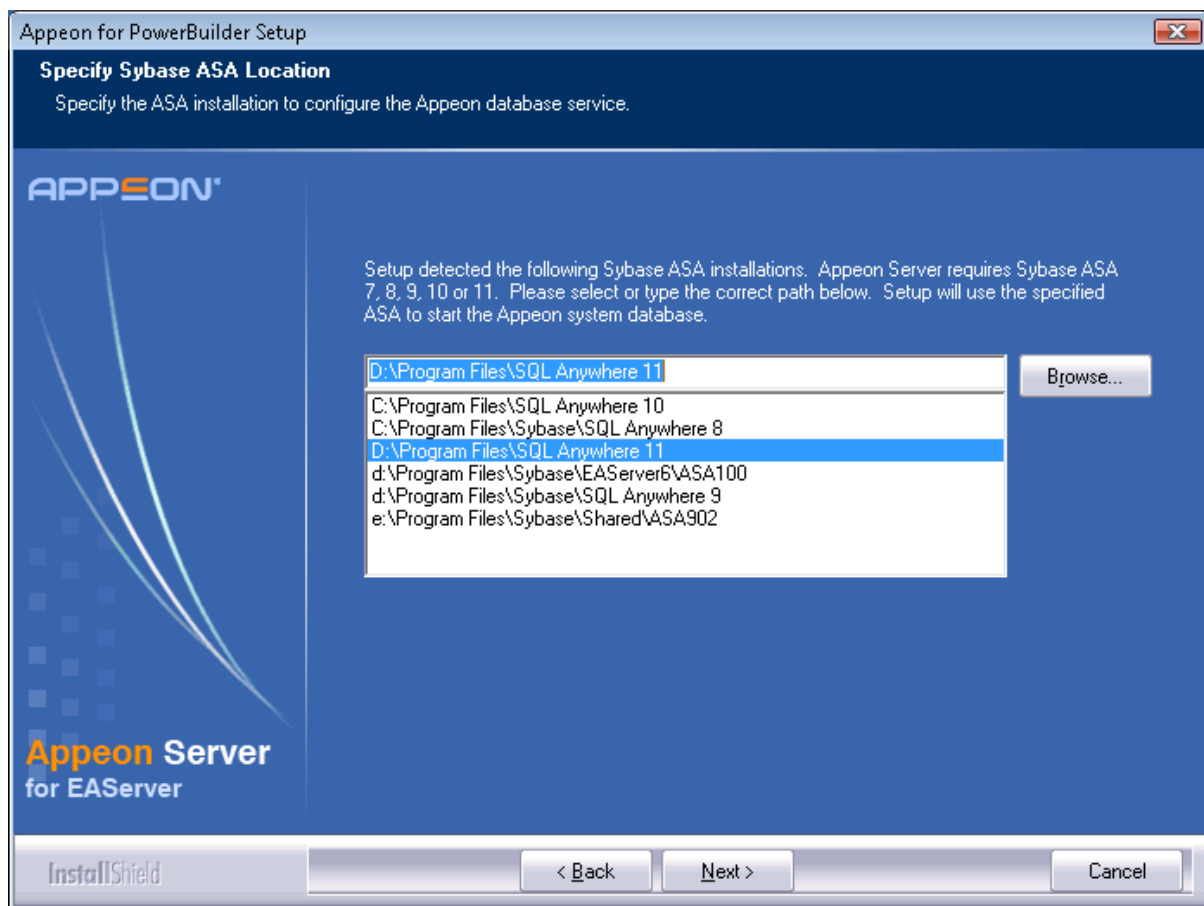 Appeon for PowerBuilder Setup
Specify Sybase ASA Location
Specify the ASA installation to configure the Appeon database service.
APPEON
Setup detected the following Sybase ASA installations. Appeon Server requires Sybase ASA
7, 8, 9, 10 or 11. Please select or type the correct path below. Setup will use the specified
ASA to start the Appeon system database.
D:\Program Files\SQL Anywhere 11
Browse...
C:\Program Files\SQL Anywhere 10
C:\Program Files\Sybase\SQL Anywhere 8
D:\Program Files\SQL Anywhere 11
d:\Program Files\Sybase\EAServer6\ASA100
d:\Program Files\Sybase\SQL Anywhere 9
e:\Program Files\Sybase\Shared\ASA902
Appeon Server
for EAServer
InstallShield
< Back
Next >
Cancel